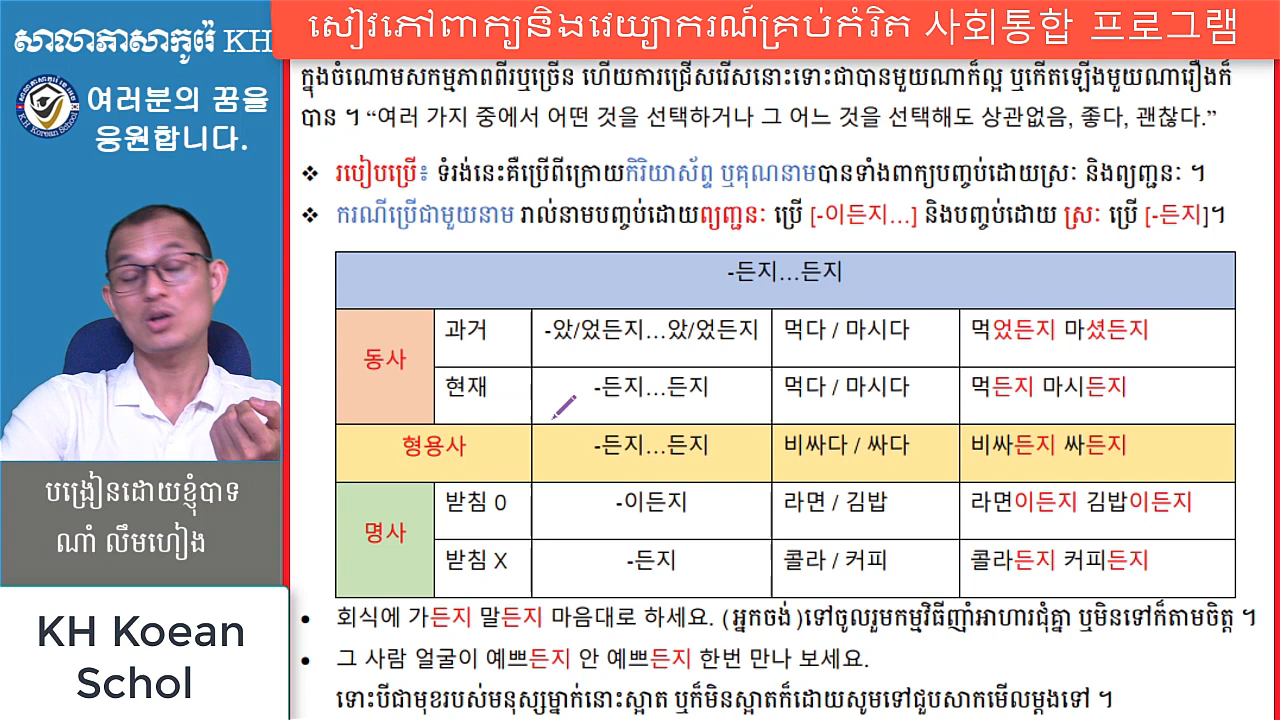 សាលាភាសាកូរ៉េ KH
សៀវភៅពាក្យនិងវេយ្យាករណ៍គ្រប់កំរិត 사회통합 프로그램
여러분의 꿈을
응원합니다.
ក្នុងចំណោមសកម្មភាពពីរឬច្រើន ហើយការជ្រើសរើសនោះទោះជាបានមួយណាក៏ល្អ ឬកើតឡើងមួយណារឿងក៏
បាន ។ “여러 가지 중에서 어떤 것을 선택하거나 그 어느 것을 선택해도 상관없음, 좋다, 괜찮다.”
❖ របៀបប្រើ៖ ទំរង់នេះគឺប្រើពីក្រោយកិរិយាស័ព្ទ ឬគុណនាមបានទាំងពាក្យបញ្ចប់ដោយស្រៈ និងព្យញ្ជនៈ ។
❖ ករណីប្រើជាមួយនាម រាល់នាមបញ្ចប់ដោយព្យញ្ជនៈ ប្រើ [-이든지...] និងបញ្ចប់ដោយ ស្រៈ ប្រើ [-든지]។
-든지...든지
동사
과거 -았/었든지...았/었든지 먹다 / 마시다 먹었든지 마셨든지
현재 -든지...든지 먹다 / 마시다 먹든지 마시든지
형용사 -든지...든지 비싸다 / 싸다 비싸든지 싸든지
명사
받침 0 -이든지 라면 / 김밥 라면이든지 김밥이든지
받침 X -든지 콜라 / 커피 콜라든지 커피든지
• 회식에 가든지 말든지 마음대로 하세요. (អ្នកចង់)ទៅចូលរួមកម្មវិធីញ៉ាំអាហារជុំគ្នា ឬមិនទៅក៏តាមចិត្ត ។
• 그 사람 얼굴이 예쁘든지 안 예쁘든지 한번 만나 보세요.
ទោះបីជាមុខរបស់មនុស្សម្នាក់នោះស្អាត ឬក៏មិនស្អាតក៏ដោយសូមទៅជួបសាកមើលម្ដងទៅ ។
បង្រៀនដោយខ្ញុំបាទ
ណាំ លឹមហៀង
KH Koean
Schol